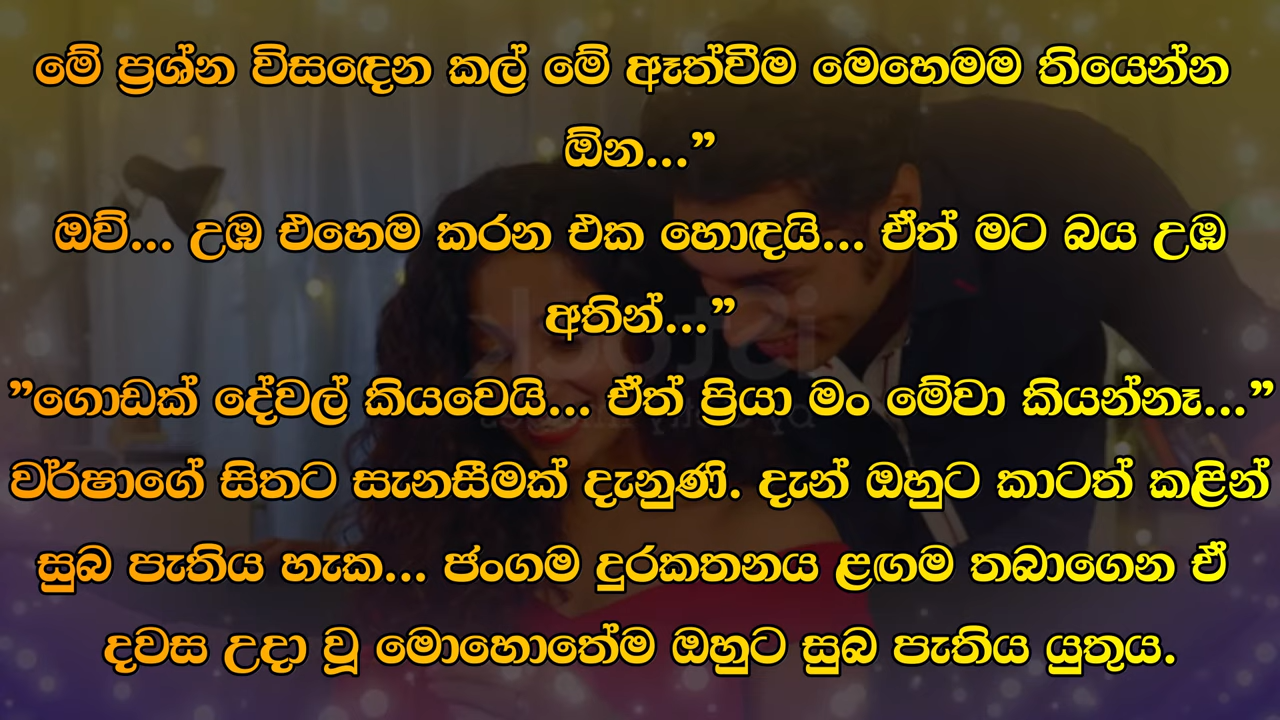 මේ ප්‍රශ්න විසඳෙන කල් මේ ඈත්වීම මෙහෙමම තියෙන්න
ඕන...”
ඔව්... උඹ එහෙම කරන එක හොඳයි... ඒත් මට බය උඹ
අතින්...”
”ගොඩක් දේවල් කියවෙයි... ඒත් ප්‍රියා මං මේවා කියන්නෑ...”
වර්ෂාගේ සිතට සැනසීමක් දැනුණි. දැන් ඔහුට කාටත් කළින්
සුබ පැතිය හැක... ජංගම දුරකතනය ළඟම තබාගෙන ඒ
දවස උදා වූ මොහොතේම ඔහුට සුබ පැතිය යුතුය.